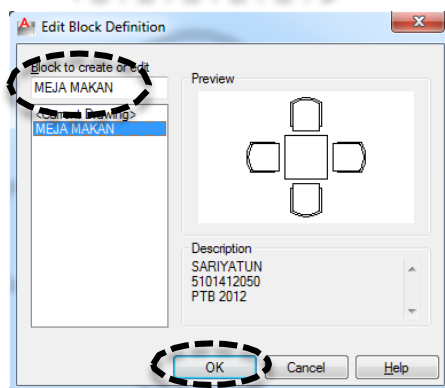 Edit Block Definition
Block to create or edit
MEJA MAKAN
<Current Drawing>
MEJA MAKAN
Preview
Description
SARIYATUN
5101412050
PTB 2012
OK
Cancel
Help